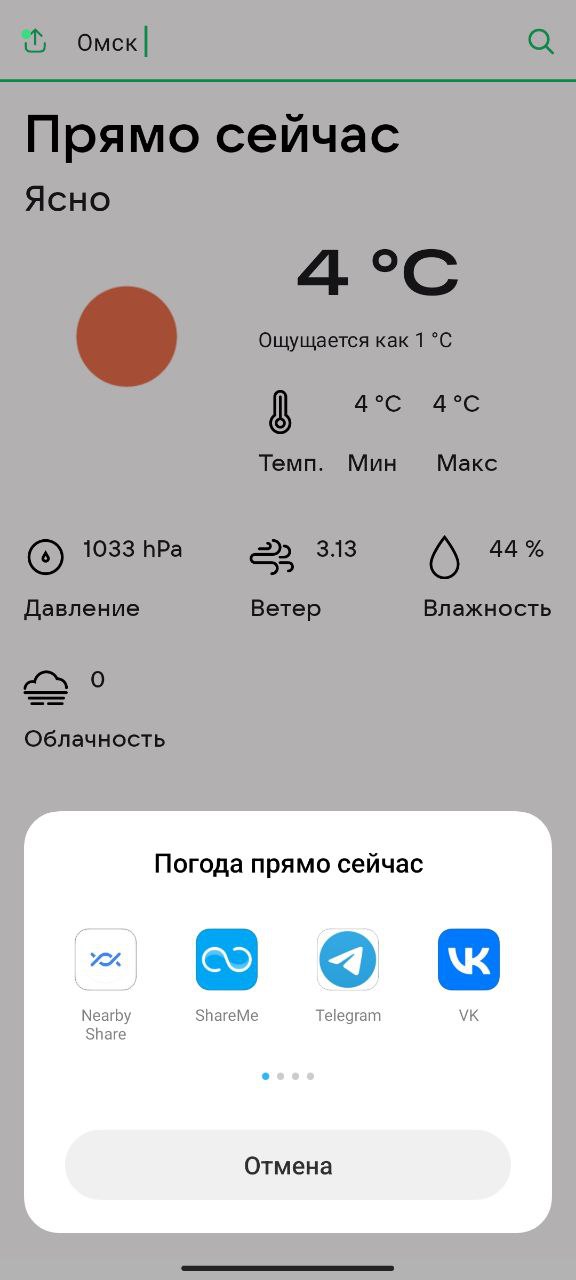 Омск
Прямо сейчас
Ясно
4 °C
Ощущается как 1 °C
4 °C 4 °C
Темп. Мин Макс
1033 hPa 3.13 44 %
Давление Ветер Влажность
0
Облачность
Погода прямо сейчас
Nearby Share ShareMe Telegram VK
Отмена